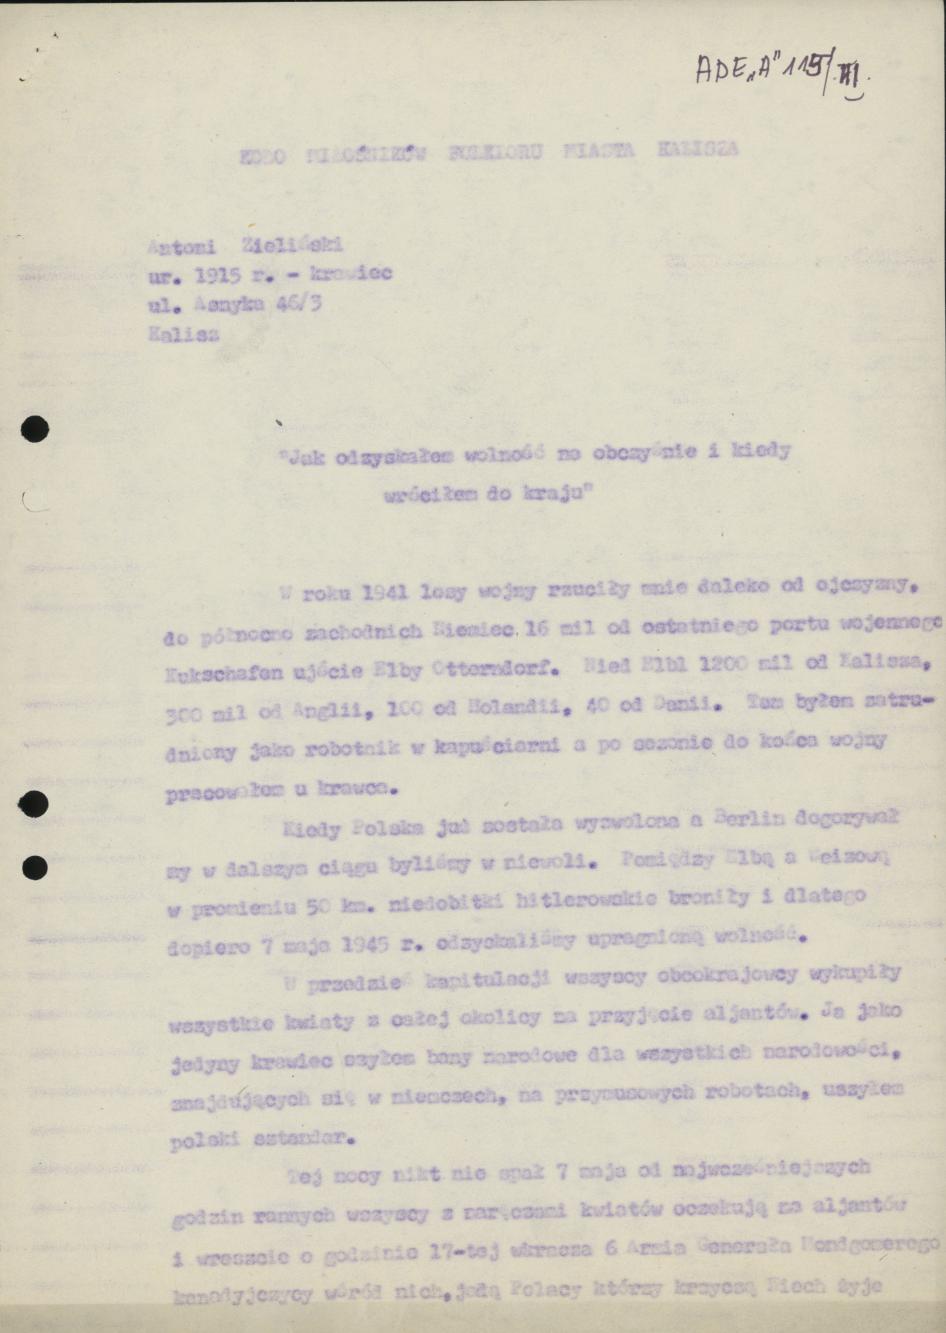 ADE „A" 115/III.
KOŁO MIŁOŚNIKÓW FOLKLORU MIASTA KALISZA
Antoni Zieliński
ur. 1915 r. - krawiec
ul. Asnyka 46/3
Kalisz
"Jak odzyskałem wolność na obczyźnie i kiedy
wróciłem do kraju"
W roku 1941 losy wojny rzuciły mnie daleko od ojczyzny,
do północno zachodnich Niemiec 16 mil od ostatniego portu wojennego
Kukschafen ujście Elby Otterndorf. Nied Elbl 1200 mil od Kalisza,
300 mil od Anglii, 100 od Holandii, 40 od Danii. Tam byłem zatru-
dniony jako robotnik w kapuściarni a po sezonie do końca wojny
pracowałem u krawca.
Kiedy Polska już została wyzwolona a Berlin dogorywał
my w dalszym ciągu byliśmy w niewoli. Pomiędzy Elbą a Weizową
w promieniu 50 km. niedobitki hitlerowskie broniły i dlatego
dopiero 7 maja 1945 r. odzyskaliśmy upragnioną wolność.
W przedzień kapitulacji wszyscy obcokrajowcy wykupiły
wszystkie kwiaty z całej okolicy na przyjęcie aljantów. Ja jako
jedyny krawiec szyłem bany narodowe dla wszystkich narodowości,
znajdujących się w niemczech, na przymusowych robotach, uszyłem
polski sztandar.
Tej nocy nikt nie spał 7 maja od najwcześniejszych
godzin rannych wszyscy z naręczami kwiatów oczekują na aljantów
i wreszcie o godzinie 17-tej wkracza 6 Armia Generała Mondgomerego
kanadyjczycy wśród nich, jadą Polacy którzy krzyczą Niech żyje